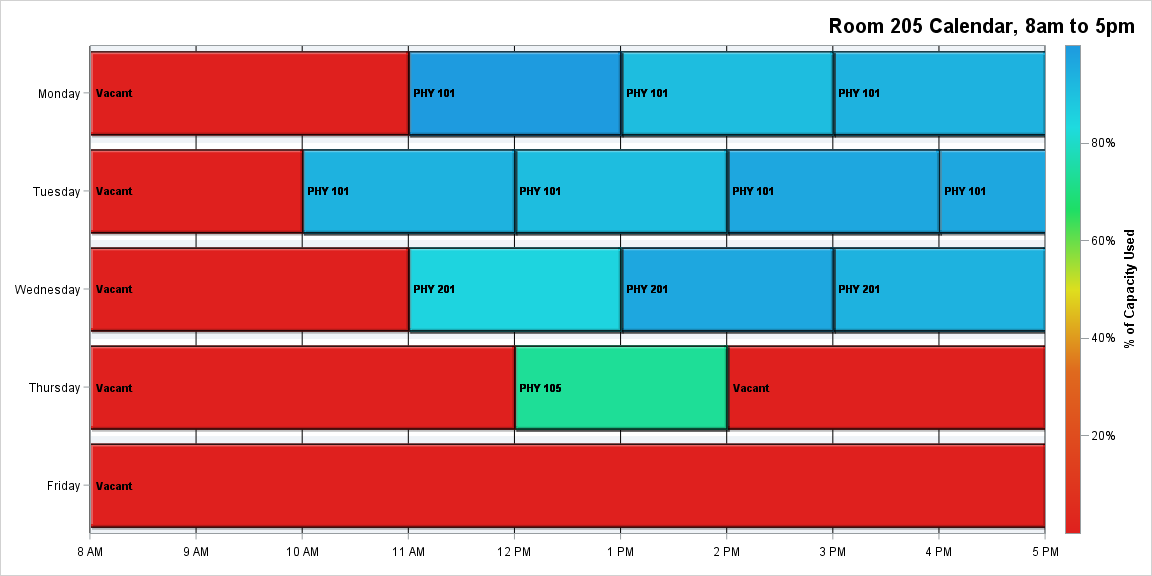 Room 205 Calendar, 8am to 5pm
Monday
Vacant
PHY 101
PHY 101
PHY 101
Tuesday
Vacant
PHY 101
PHY 101
PHY 101
PHY 101
Wednesday
Vacant
PHY 201
PHY 201
PHY 201
Thursday
Vacant
PHY 105
Vacant
Friday
Vacant
8 AM
9 AM
10 AM
11 AM
12 PM
1 PM
2 PM
3 PM
4 PM
5 PM
80%
60%
40%
20%
% of Capacity Used